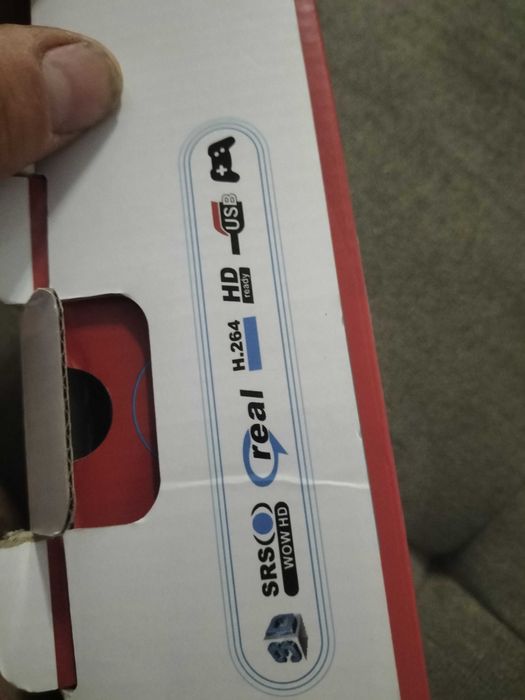 3D
SRS(O)
WOW HD
real
H.264
HD
ready
USB